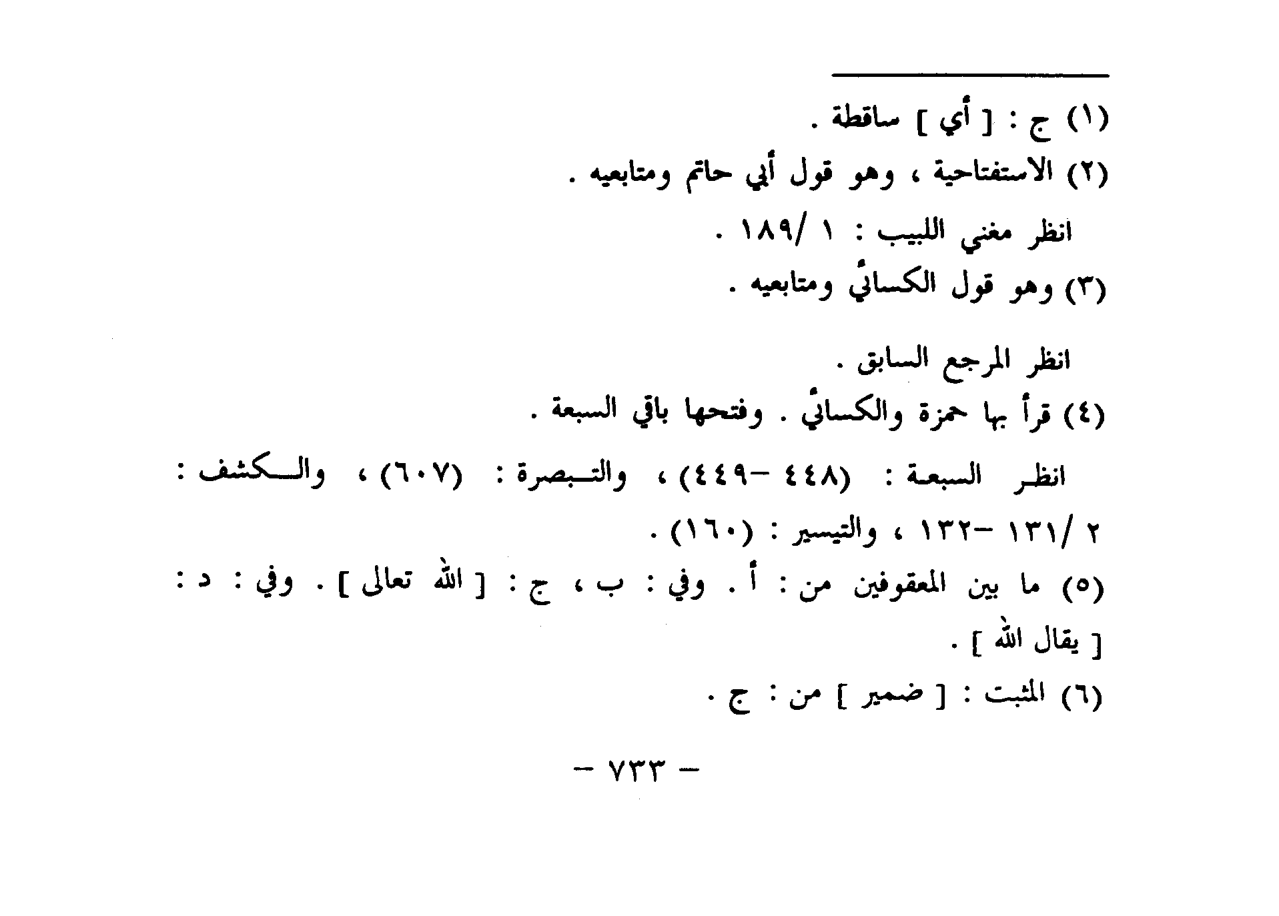 (١) ج : [ أي ] ساقطة .
(٢) الاستفتاحية ، وهو قول أبي حاتم ومتابعيه .
انظر مغني اللبيب : ١ /١٨٩ .
(٣) وهو قول الكسائي ومتابعيه .
انظر المرجع السابق .
(٤) قرأ بها حمزة والكسائي . وفتحها باقي السبعة .
انظر السبعة : (٤٤٨ –٤٤٩) ، والتبصرة : (٦٠٧) ، والكشف :
٢ /١٣١ –١٣٢ ، والتيسير : (١٦٠) .
(٥) ما بين المعقوفين من : أ . وفي : ب ، ج : [ الله تعالى ] . وفي : د :
[ يقال الله ] .
(٦) المثبت : [ ضمير ] من : ج .
– ٧٣٣ –